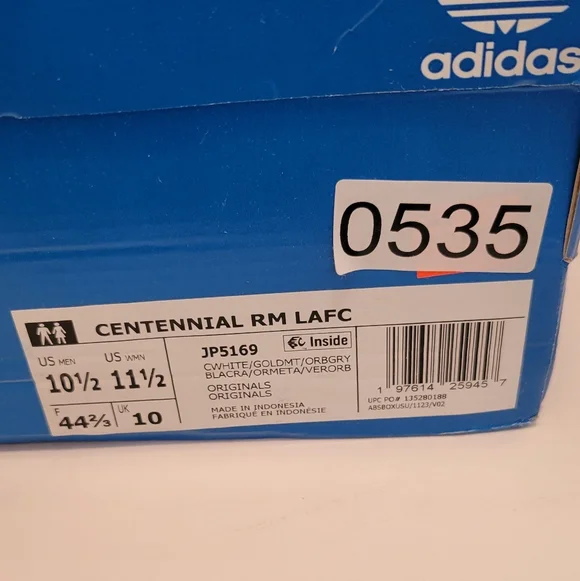 adidas
0535
CENTENNIAL RM LAFC
US MEN
10½
US WMN
11½
F
44⅔
UK
10
JP5169
Inside
CWHITE/GOLDMT/ORBGRY
BLACRA/ORMETA/VERORB
ORIGINALS
ORIGINALS
MADE IN INDONESIA
FABRIQUÉ EN INDONÉSIE
1 97614 25945 7
UPC PO# 135280188
A85BOXUSU/1123/V02